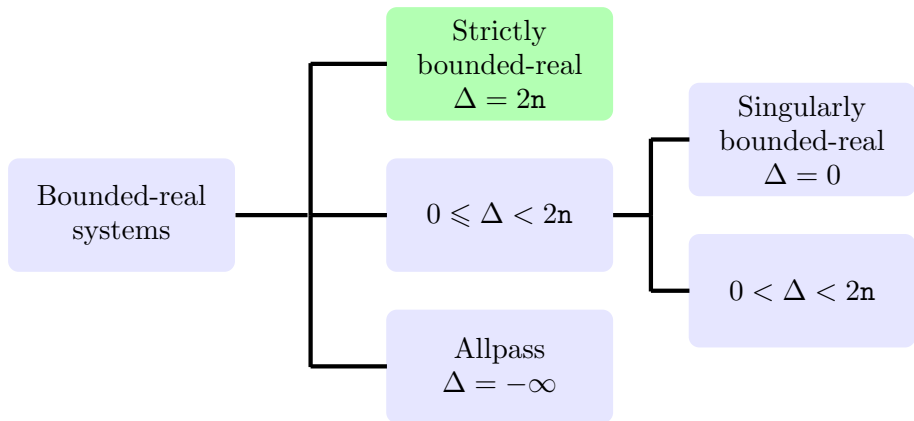 Strictly
bounded-real
Δ = 2n
Singularly
bounded-real
Δ = 0
Bounded-real
systems
0 ⩽ Δ < 2n
0 < Δ < 2n
Allpass
Δ = −∞